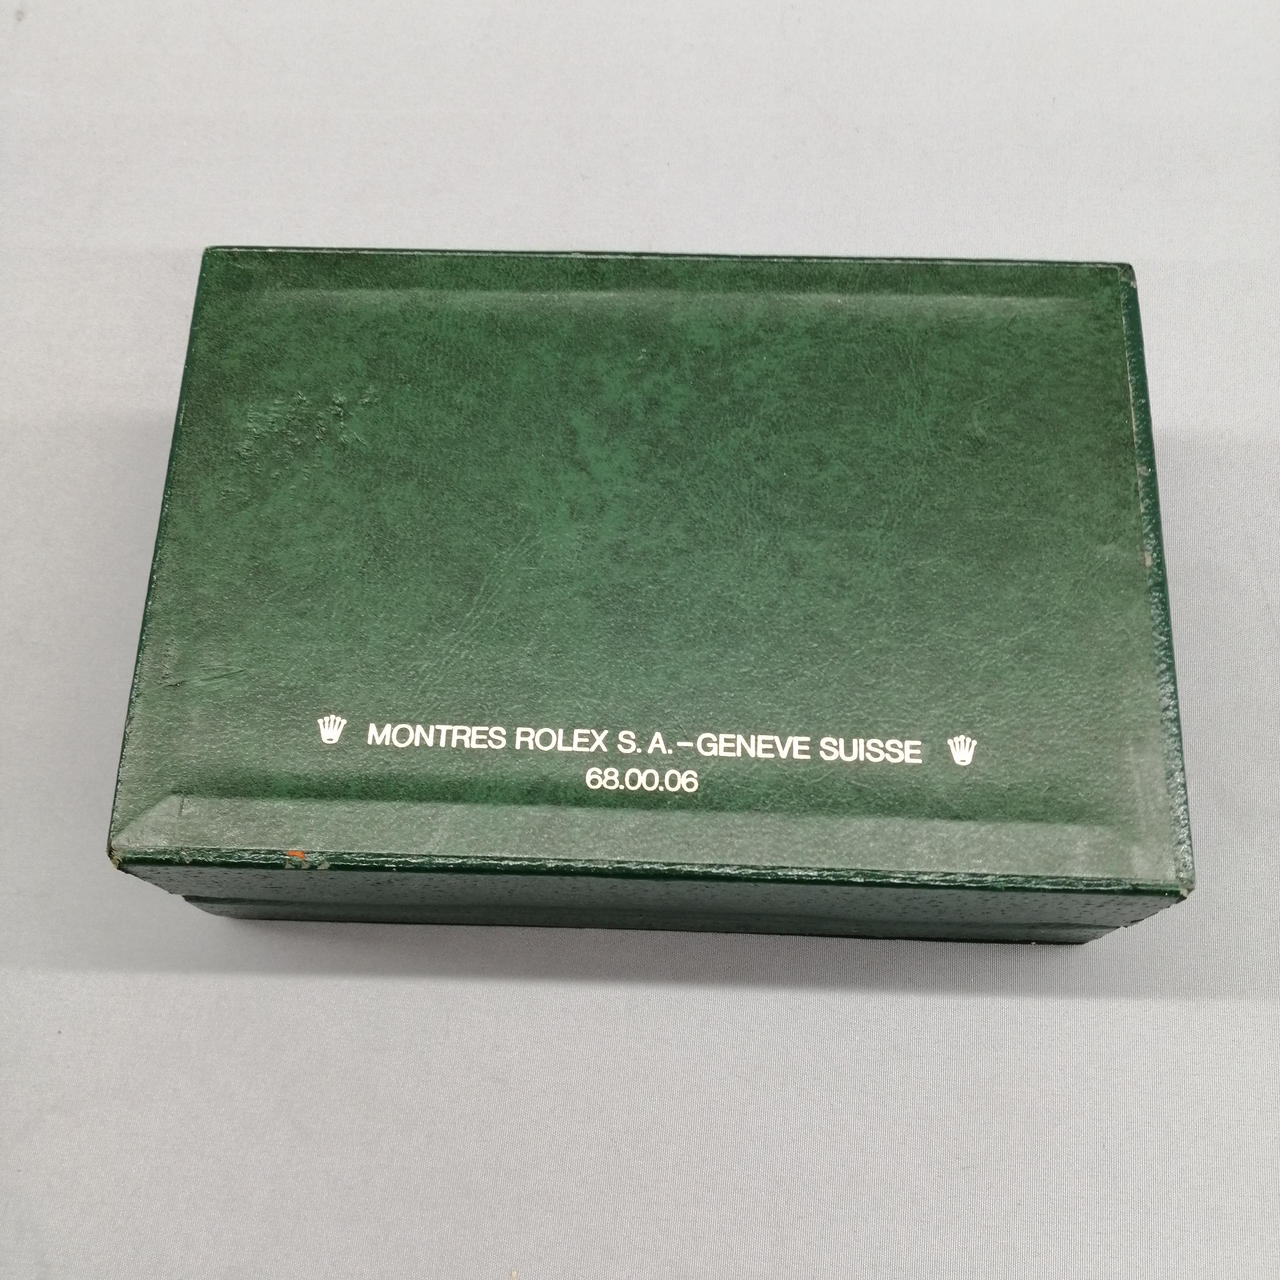 MONTRES ROLEX S. A. – GENEVE SUISSE
68.00.06